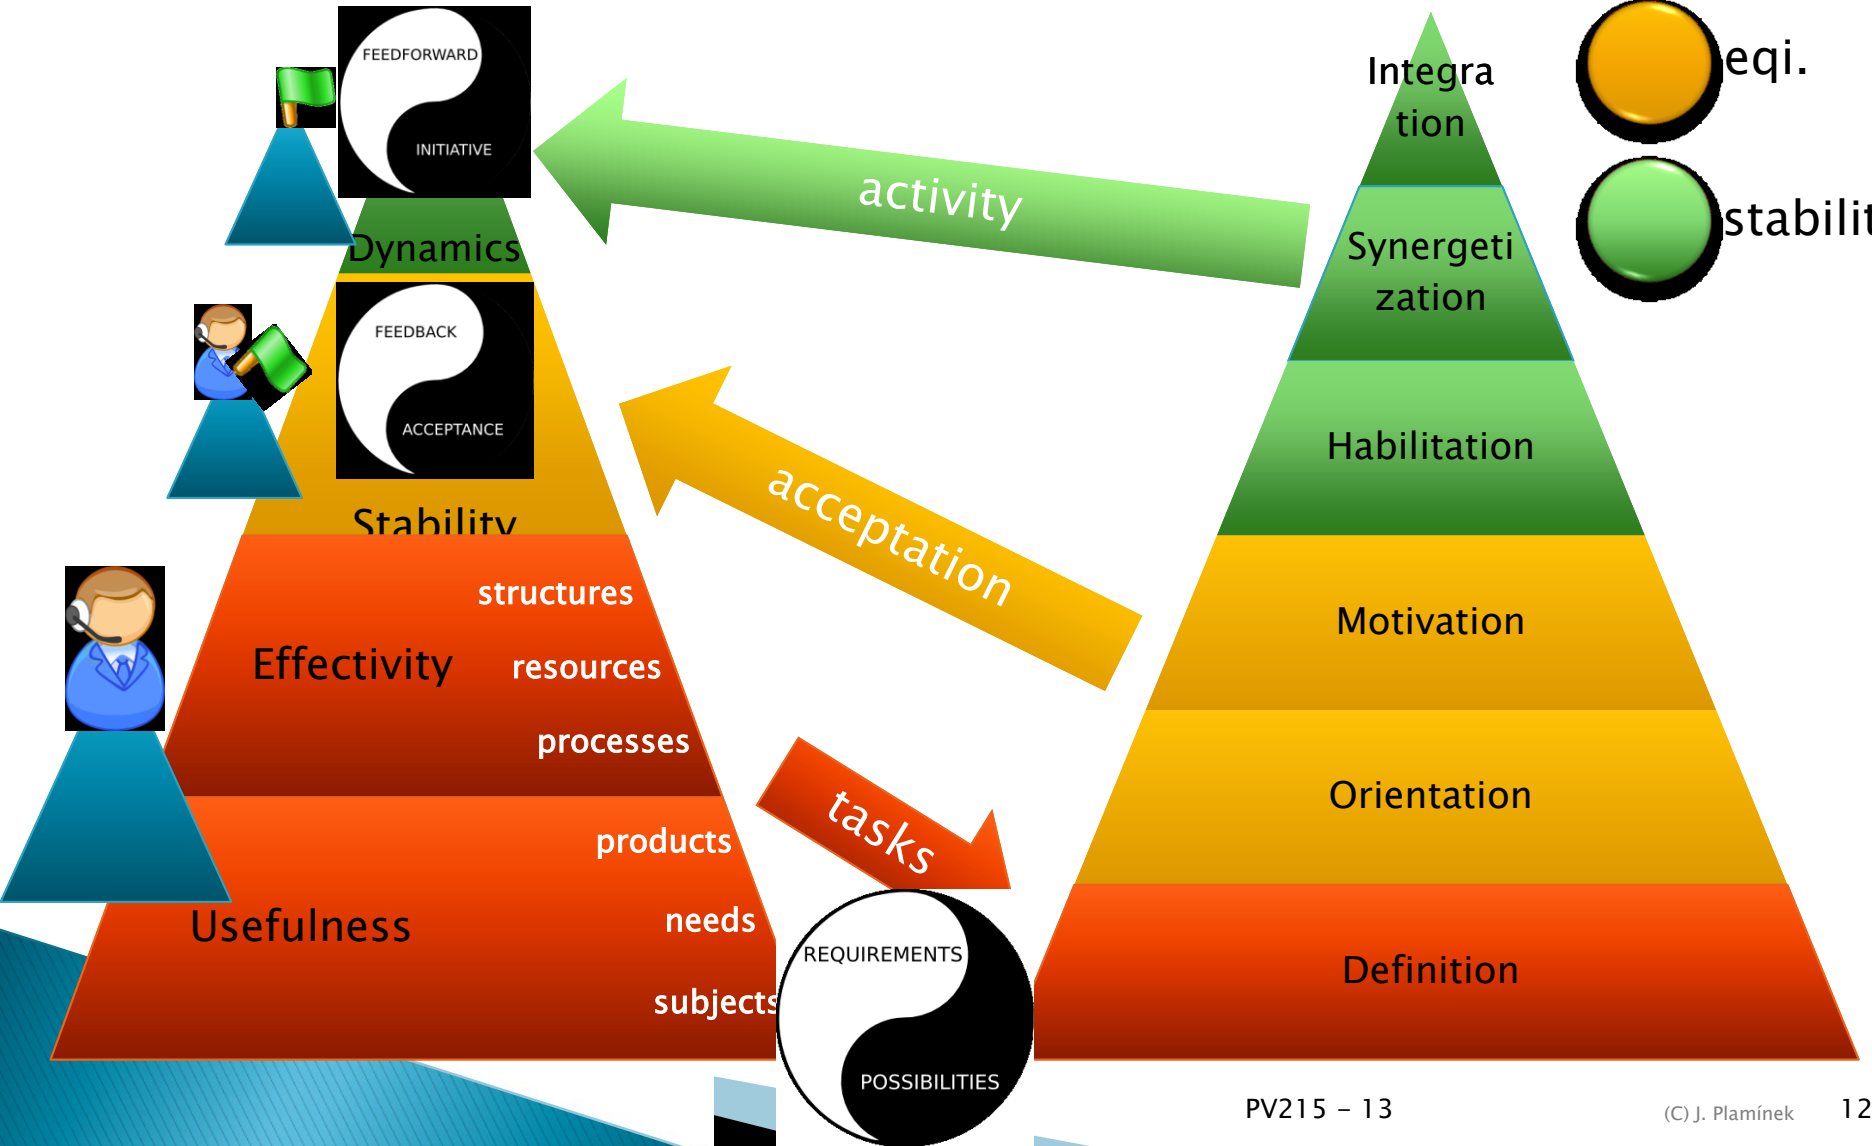 FEEDFORWARD
INITIATIVE
Dynamics
FEEDBACK
ACCEPTANCE
Stability
structures
Effectivity
resources
processes
products
needs
Usefulness
subjects
activity
acceptation
tasks
REQUIREMENTS
POSSIBILITIES
Integra
tion
Synergeti
zation
Habilitation
Motivation
Orientation
Definition
eqi.
stabilit
PV215 – 13
(C) J. Plamínek
12